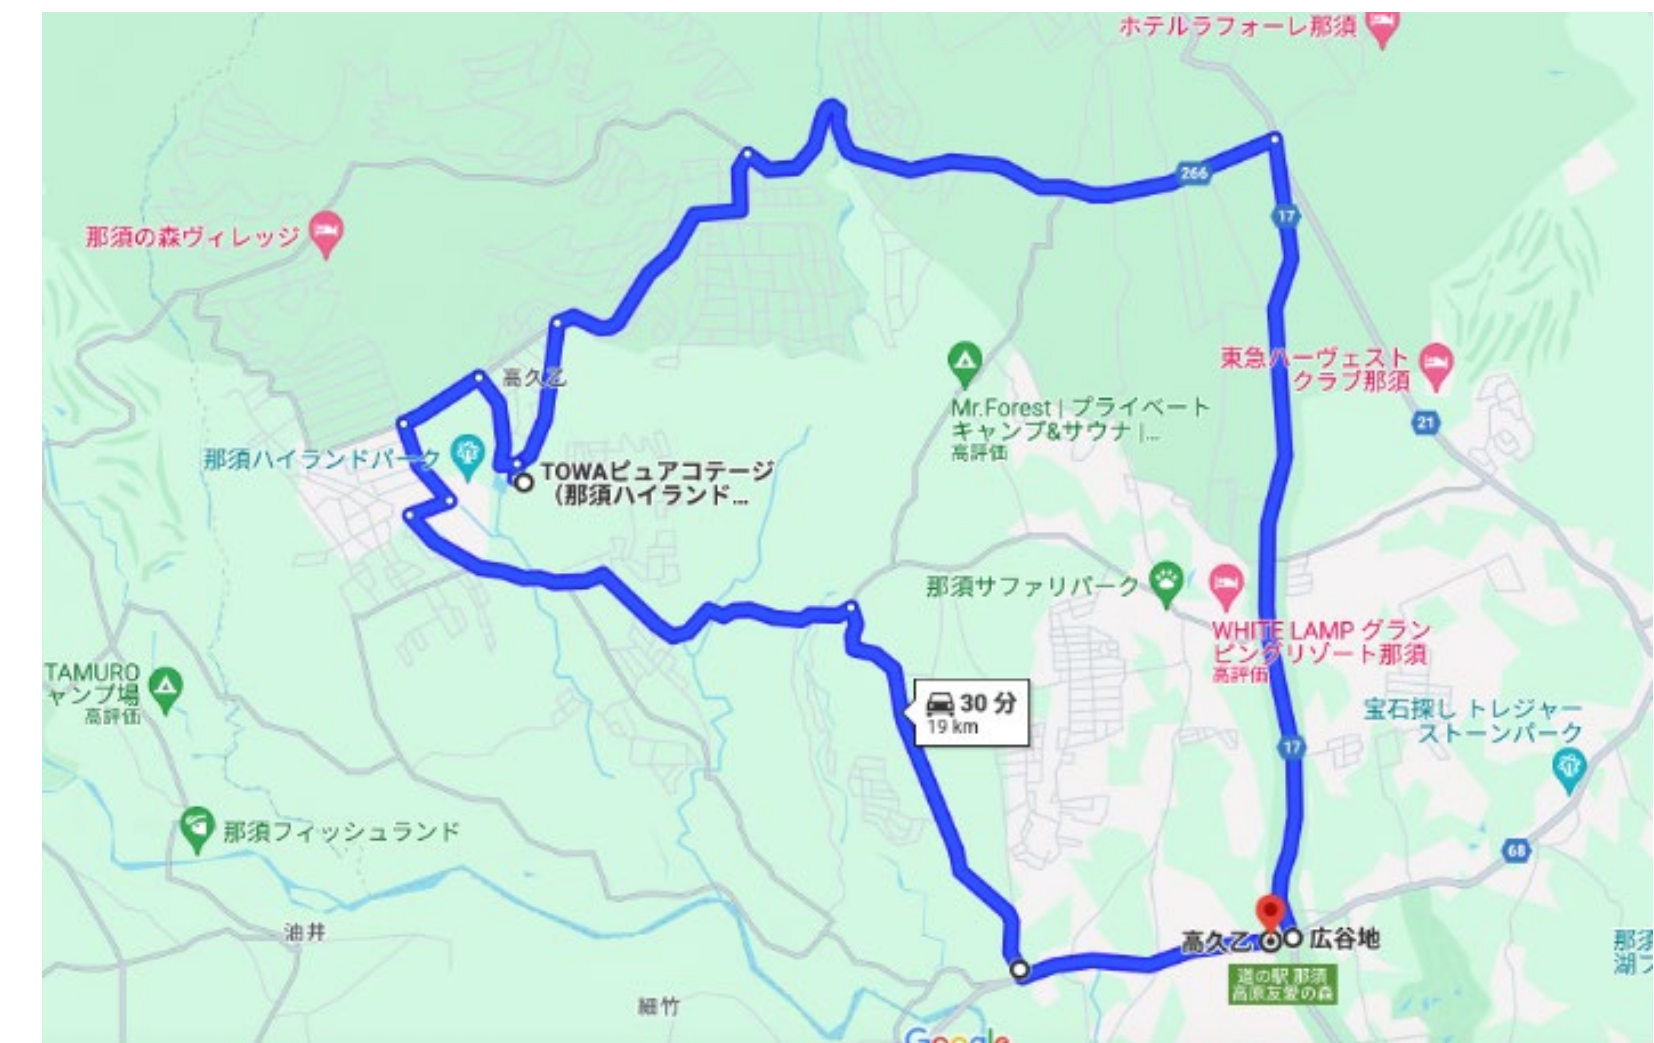 ホテルラフォーレ那須
266
17
那須の森ヴィレッジ
東急ハーヴェスト
クラブ那須
高久乙
Mr.Forest | プライベート
キャンプ&サウナ |...
高評価
21
那須ハイランドパーク
TOWAピュアコテージ
(那須ハイランド...
那須サファリパーク
WHITE LAMP グラン
ピングリゾート那須
高評価
TAMURO
ャンプ場
高評価
30 分
19 km
宝石探し トレジャー
ストーンパーク
17
那須フィッシュランド
68
油井
高久乙
広谷地
道の駅 那須
高原友愛の森
那須
湖フ
細竹
Google